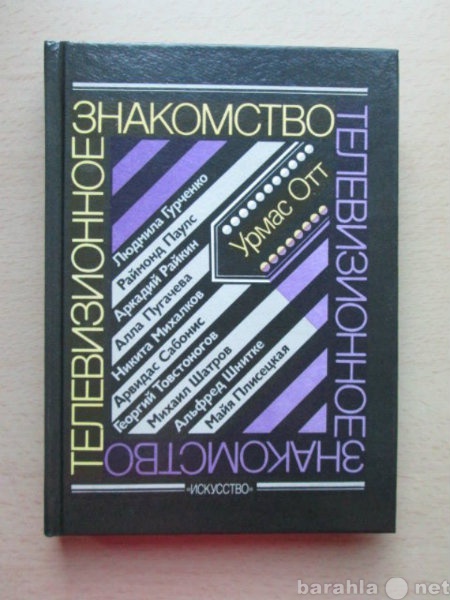 ТЕЛЕВИЗИОННОЕ
ЗНАКОМСТВО
ТЕЛЕВИЗИОННОЕ
ЗНАКОМСТВО
Урмас Отт
Людмила Гурченко
Раймонд Паулс
Аркадий Райкин
Алла Пугачева
Никита Михалков
Арвидас Сабонис
Георгий Товстоногов
Михаил Шатров
Альфред Шнитке
Майя Плисецкая
«ИСКУССТВО»
barahla.net